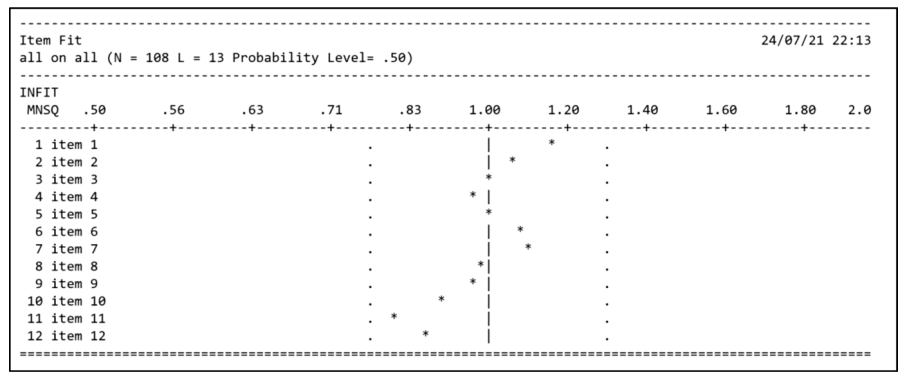 --------------------------------------------------------------------------------
Item Fit 24/07/21 22:13
all on all (N = 108 L = 13 Probability Level= .50)
--------------------------------------------------------------------------------
INFIT
MNSQ .50 .56 .63 .71 .83 1.00 1.20 1.40 1.60 1.80 2.0
---------+---------+---------+---------+---------+---------+---------+---------+---------+---------+-------
1 item 1 . | * .
2 item 2 . | * .
3 item 3 . * .
4 item 4 . * | .
5 item 5 . * .
6 item 6 . | * .
7 item 7 . | * .
8 item 8 . *| .
9 item 9 . * | .
10 item 10 . * | .
11 item 11 . * | .
12 item 12 . * | .
================================================================================